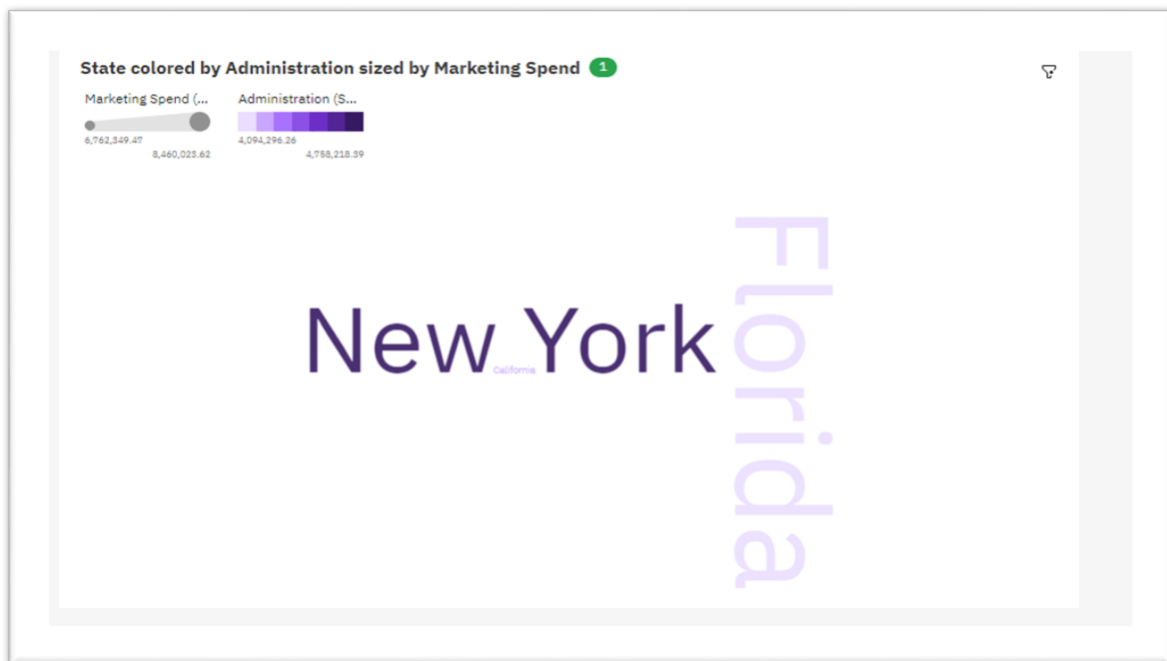 State colored by Administration sized by Marketing Spend 1
Marketing Spend (...
Administration (S...
6,762,349.47
8,460,023.62
4,094,296.26
4,758,218.39
New York
California
Florida